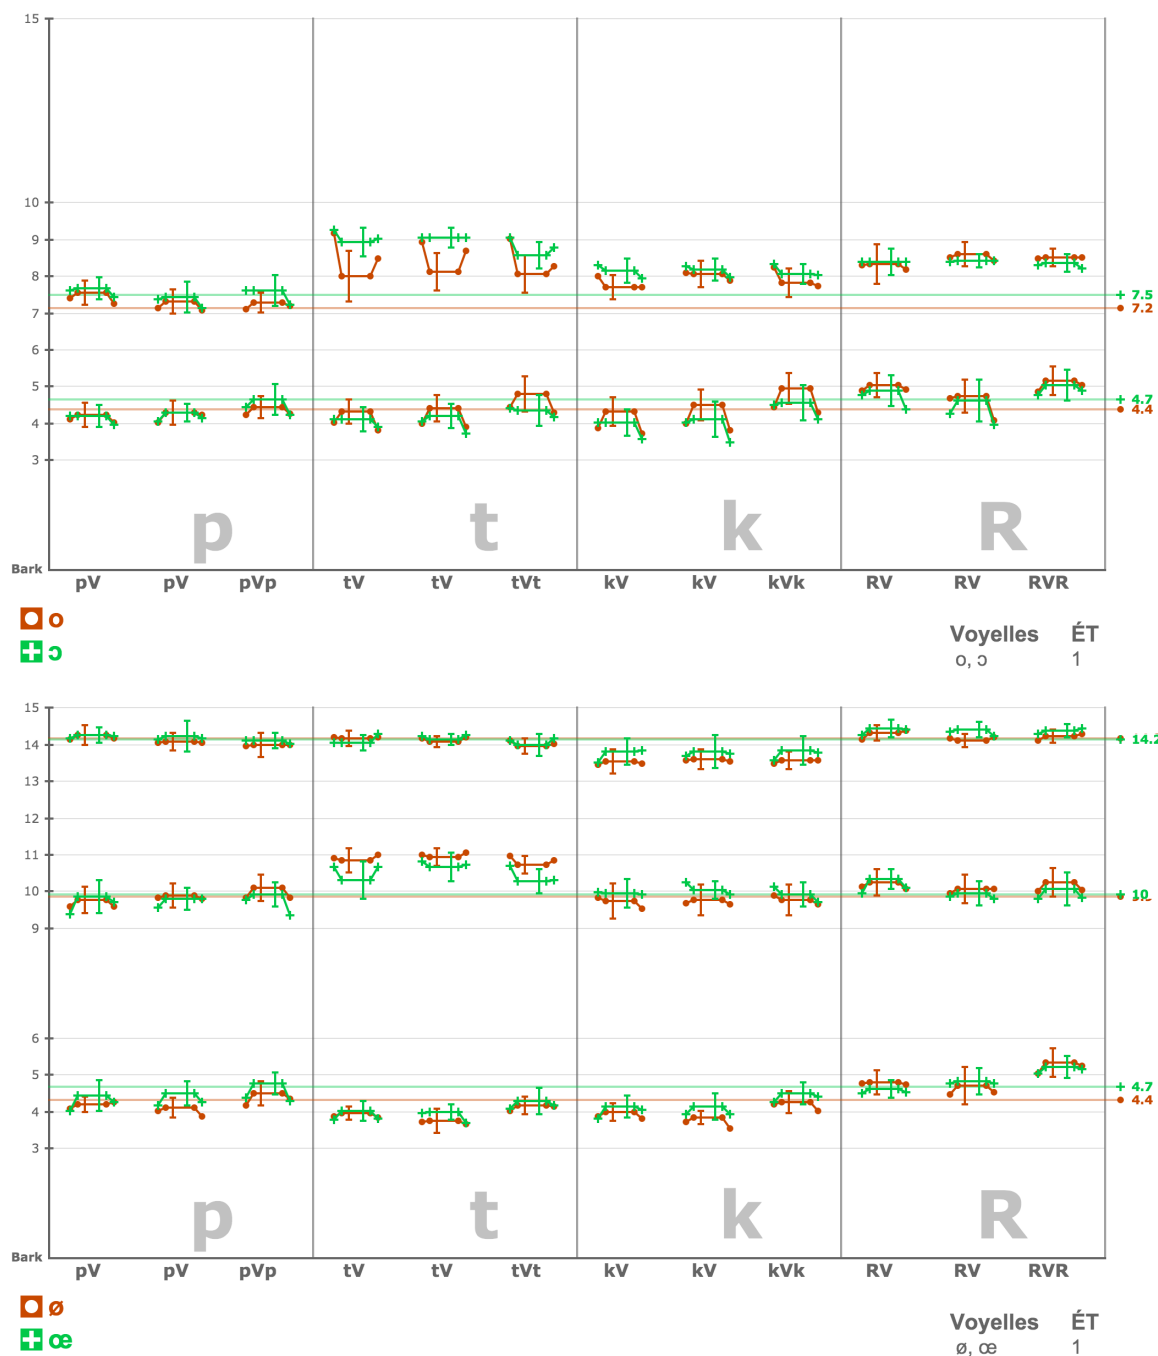 15
10
9
8
7.5
7.2
7
6
5
4.7
4.4
4
3
p t k R
Bark
pV pV pVp tV tV tVt kV kV kVk RV RV RVR
o
ɔ
Voyelles ÉT
o, ɔ 1
15
14.2
14
13
12
11
10 10
9
6
5
4.7
4.4
4
3
p t k R
Bark
pV pV pVp tV tV tVt kV kV kVk RV RV RVR
ø
œ
Voyelles ÉT
ø, œ 1